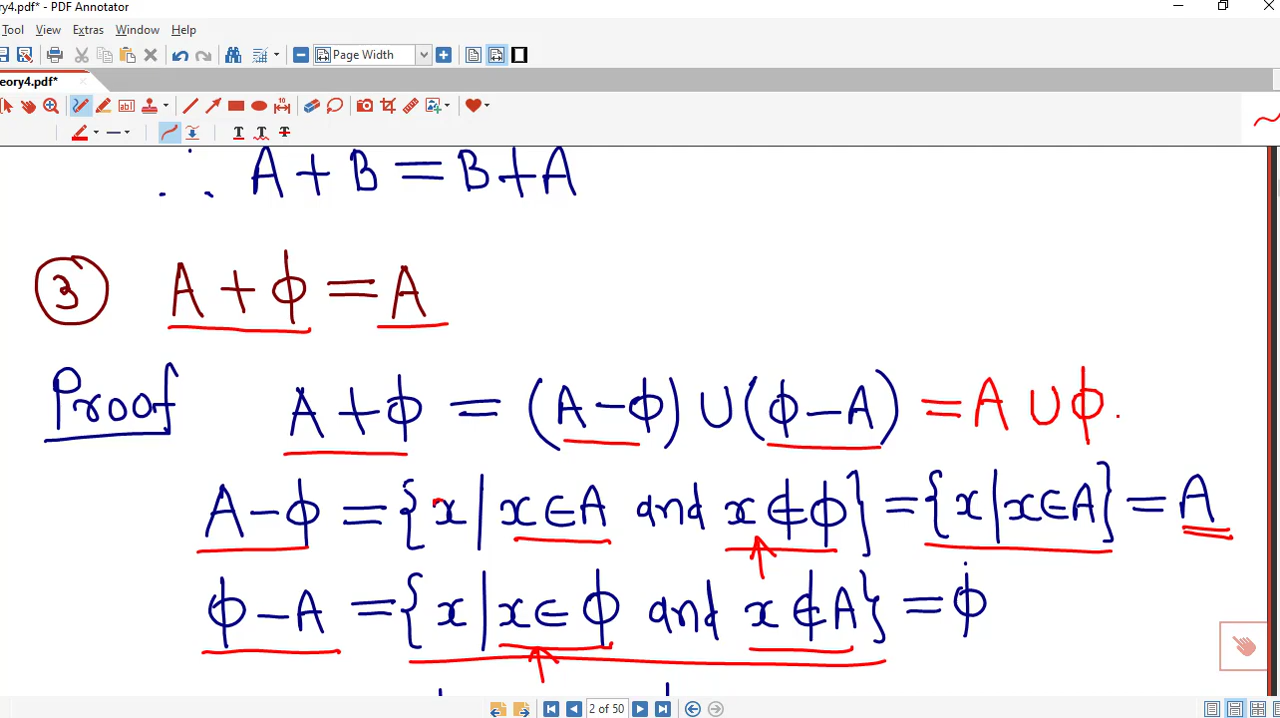 ry4.pdf* - PDF Annotator
Tool View Extras Window Help
Page Width
eory4.pdf*
∴ A + B = B + A
③ A + ϕ = A
Proof A + ϕ = (A - ϕ) ∪ (ϕ - A) = A ∪ ϕ.
A - ϕ = {x | x ∈ A and x ∉ ϕ} = {x | x ∈ A} = A
ϕ - A = {x | x ∈ ϕ and x ∉ A} = ϕ
2 of 50